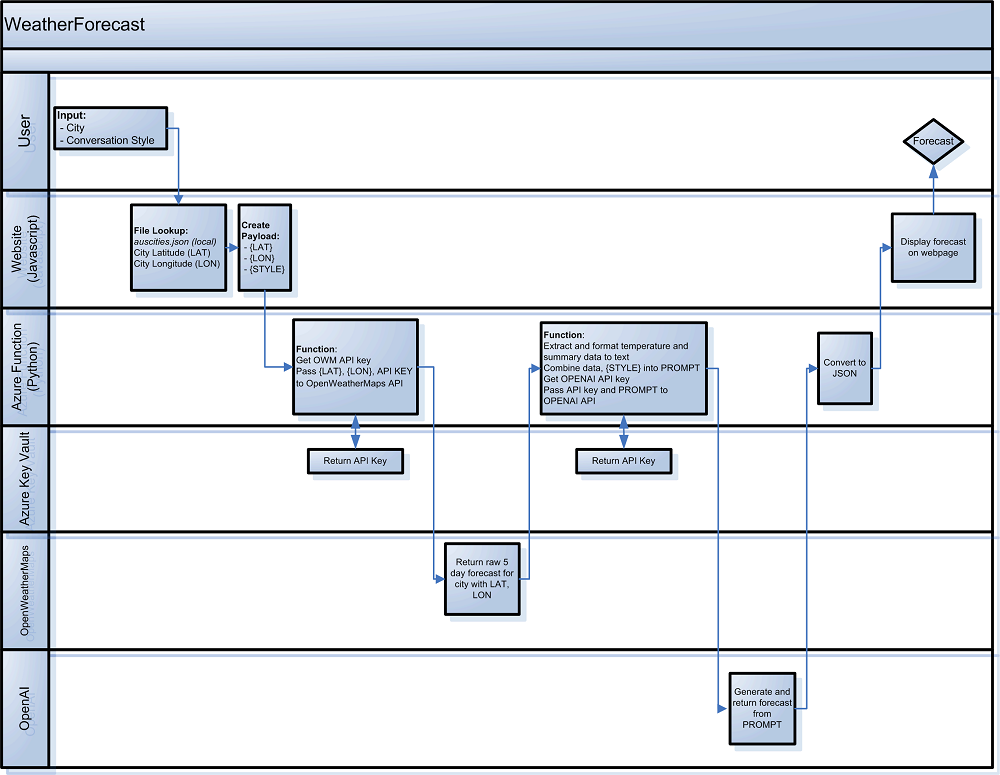 WeatherForecast
User
Input:
- City
- Conversation Style
Forecast
Website
(Javascript)
File Lookup:
auscities.json (local)
City Latitude (LAT)
City Longitude (LON)
Create
Payload:
- {LAT}
- {LON}
- {STYLE}
Display forecast
on webpage
Azure Function
(Python)
Function:
Get OWM API key
Pass {LAT}, {LON}, API KEY
to OpenWeatherMaps API
Function:
Extract and format temperature and
summary data to text
Combine data, {STYLE} into PROMPT
Get OPENAI API key
Pass API key and PROMPT to
OPENAI API
Convert to
JSON
Azure Key Vault
Return API Key
Return API Key
OpenWeatherMaps
Return raw 5
day forecast for
city with LAT,
LON
OpenAI
Generate and
return forecast
from
PROMPT